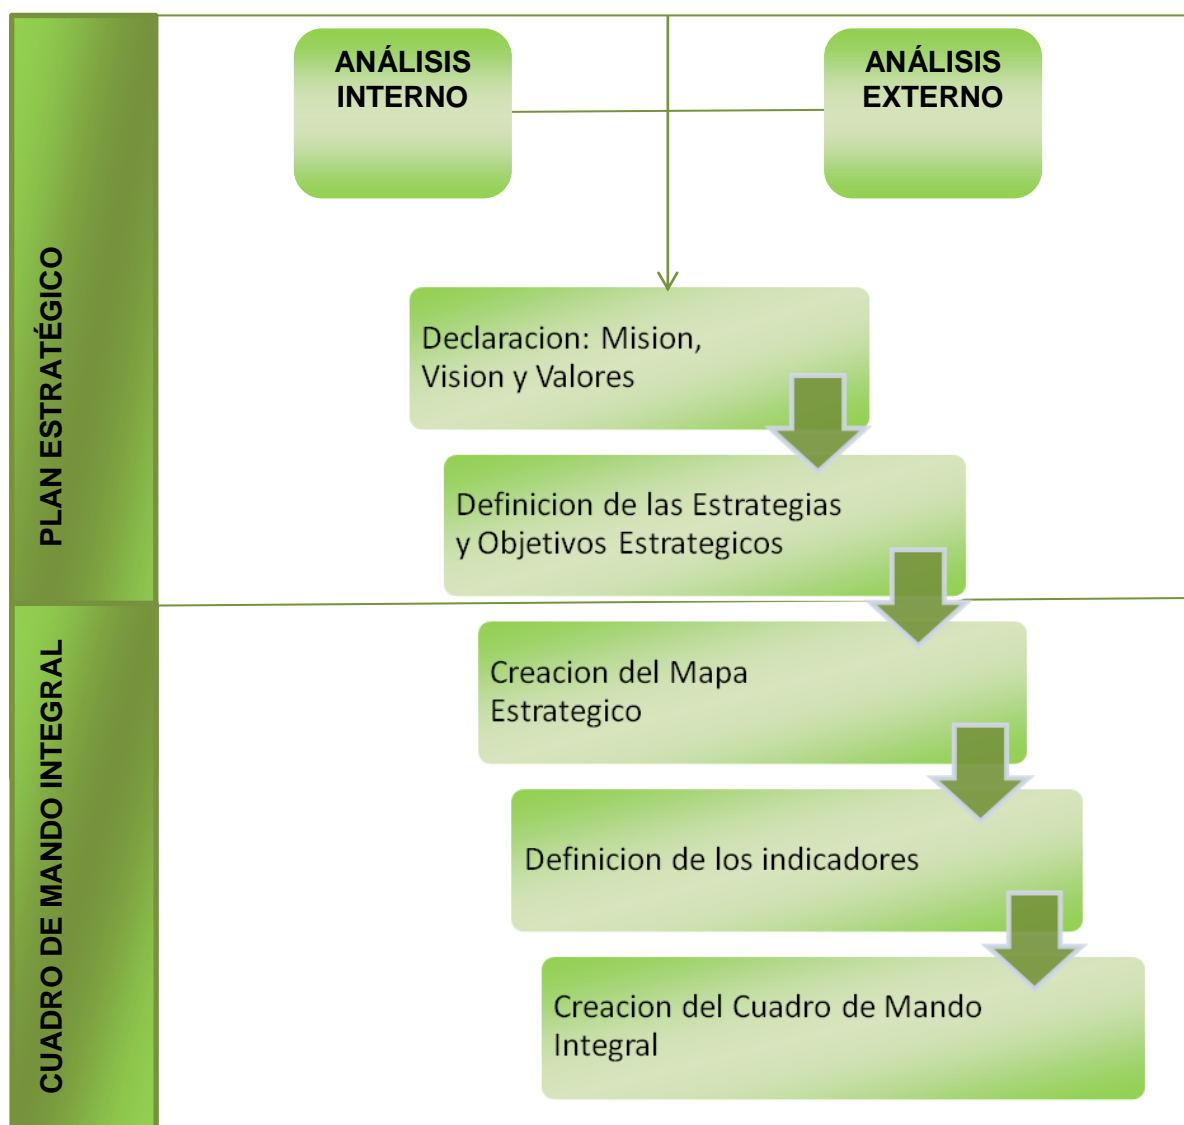 ANÁLISIS
INTERNO
ANÁLISIS
EXTERNO
PLAN ESTRATÉGICO
Declaracion: Mision,
Vision y Valores
Definicion de las Estrategias
y Objetivos Estrategicos
CUADRO DE MANDO INTEGRAL
Creacion del Mapa
Estrategico
Definicion de los indicadores
Creacion del Cuadro de Mando
Integral